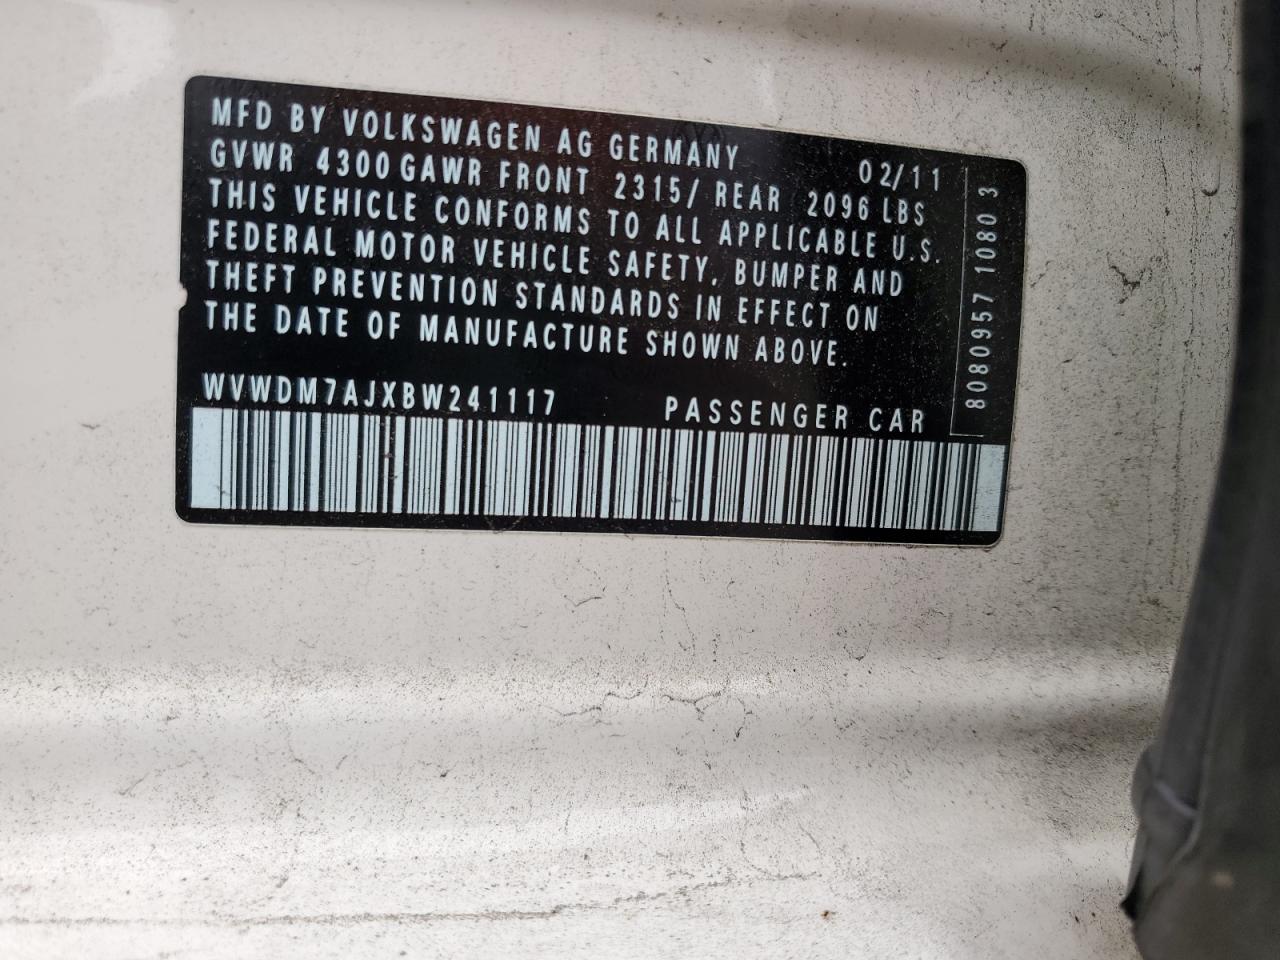 MFD BY VOLKSWAGEN AG GERMANY 02/11
GVWR 4300 GAWR FRONT 2315/ REAR 2096 LBS
THIS VEHICLE CONFORMS TO ALL APPLICABLE U.S.
FEDERAL MOTOR VEHICLE SAFETY, BUMPER AND
THEFT PREVENTION STANDARDS IN EFFECT ON
THE DATE OF MANUFACTURE SHOWN ABOVE.
WVWDM7AJXBW241117 PASSENGER CAR
8080957 1080 3